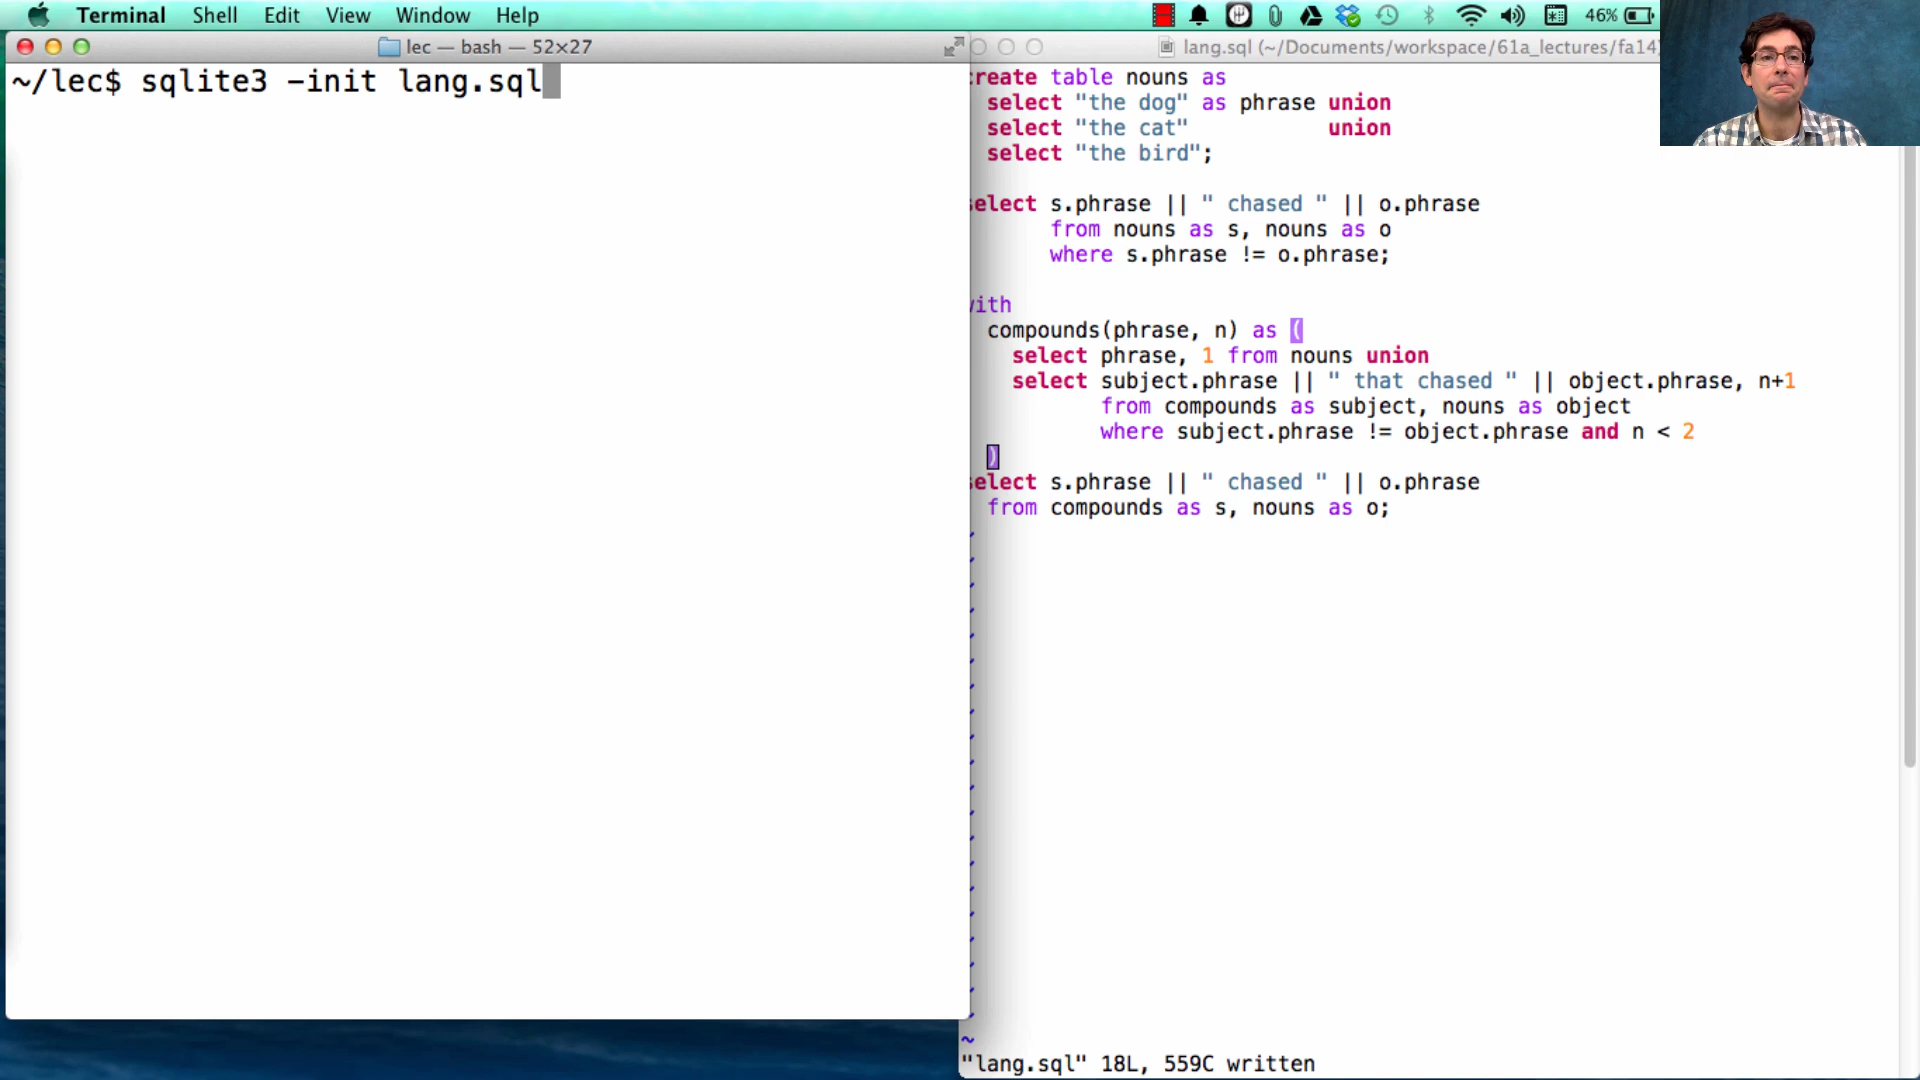 Terminal Shell Edit View Window Help 46%
lec — bash — 52×27
lang.sql (~/Documents/workspace/61a_lectures/fa14
~/lec$ sqlite3 -init lang.sql
create table nouns as
select "the dog" as phrase union
select "the cat" union
select "the bird";
select s.phrase || " chased " || o.phrase
from nouns as s, nouns as o
where s.phrase != o.phrase;
with
compounds(phrase, n) as (
select phrase, 1 from nouns union
select subject.phrase || " that chased " || object.phrase, n+1
from compounds as subject, nouns as object
where subject.phrase != object.phrase and n < 2
)
select s.phrase || " chased " || o.phrase
from compounds as s, nouns as o;
~
"lang.sql" 18L, 559C written